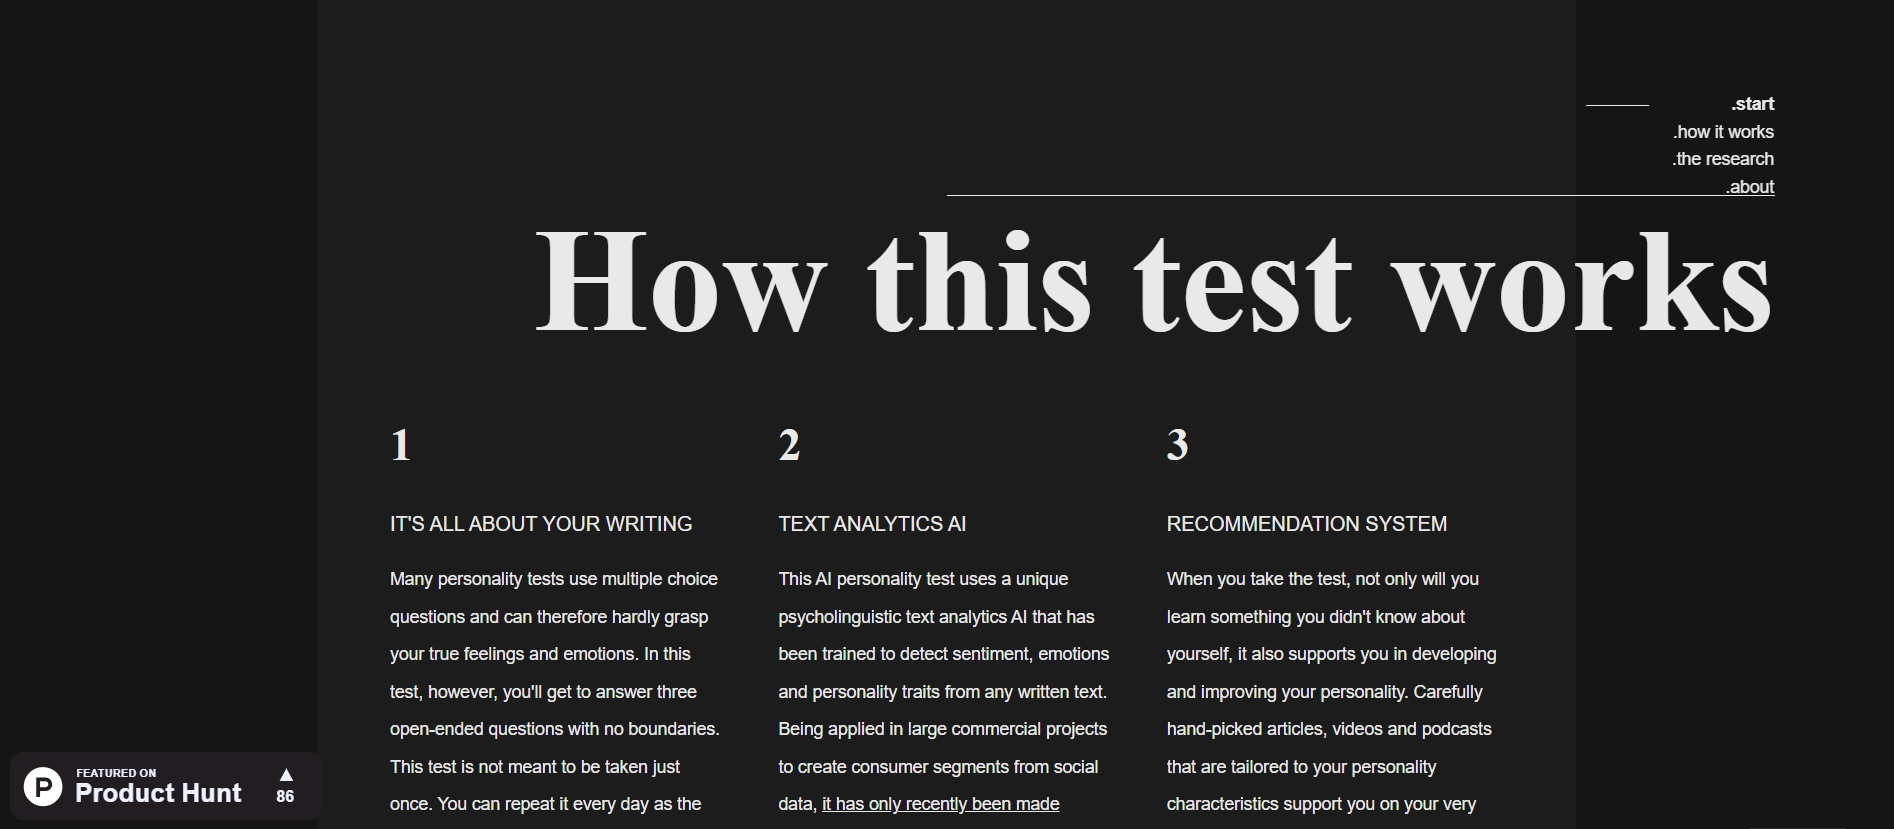 .start
.how it works
.the research
.about
How this test works
1
IT'S ALL ABOUT YOUR WRITING
Many personality tests use multiple choice
questions and can therefore hardly grasp
your true feelings and emotions. In this
test, however, you'll get to answer three
open-ended questions with no boundaries.
This test is not meant to be taken just
once. You can repeat it every day as the
2
TEXT ANALYTICS AI
This AI personality test uses a unique
psycholinguistic text analytics AI that has
been trained to detect sentiment, emotions
and personality traits from any written text.
Being applied in large commercial projects
to create consumer segments from social
data, it has only recently been made
3
RECOMMENDATION SYSTEM
When you take the test, not only will you
learn something you didn't know about
yourself, it also supports you in developing
and improving your personality. Carefully
hand-picked articles, videos and podcasts
that are tailored to your personality
characteristics support you on your very
P
FEATURED ON
Product Hunt
▲
86